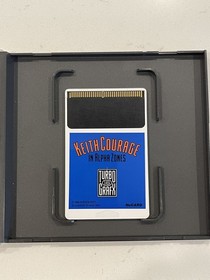 KEITH COURAGE
IN ALPHA ZONES
TURBO
GRAFX